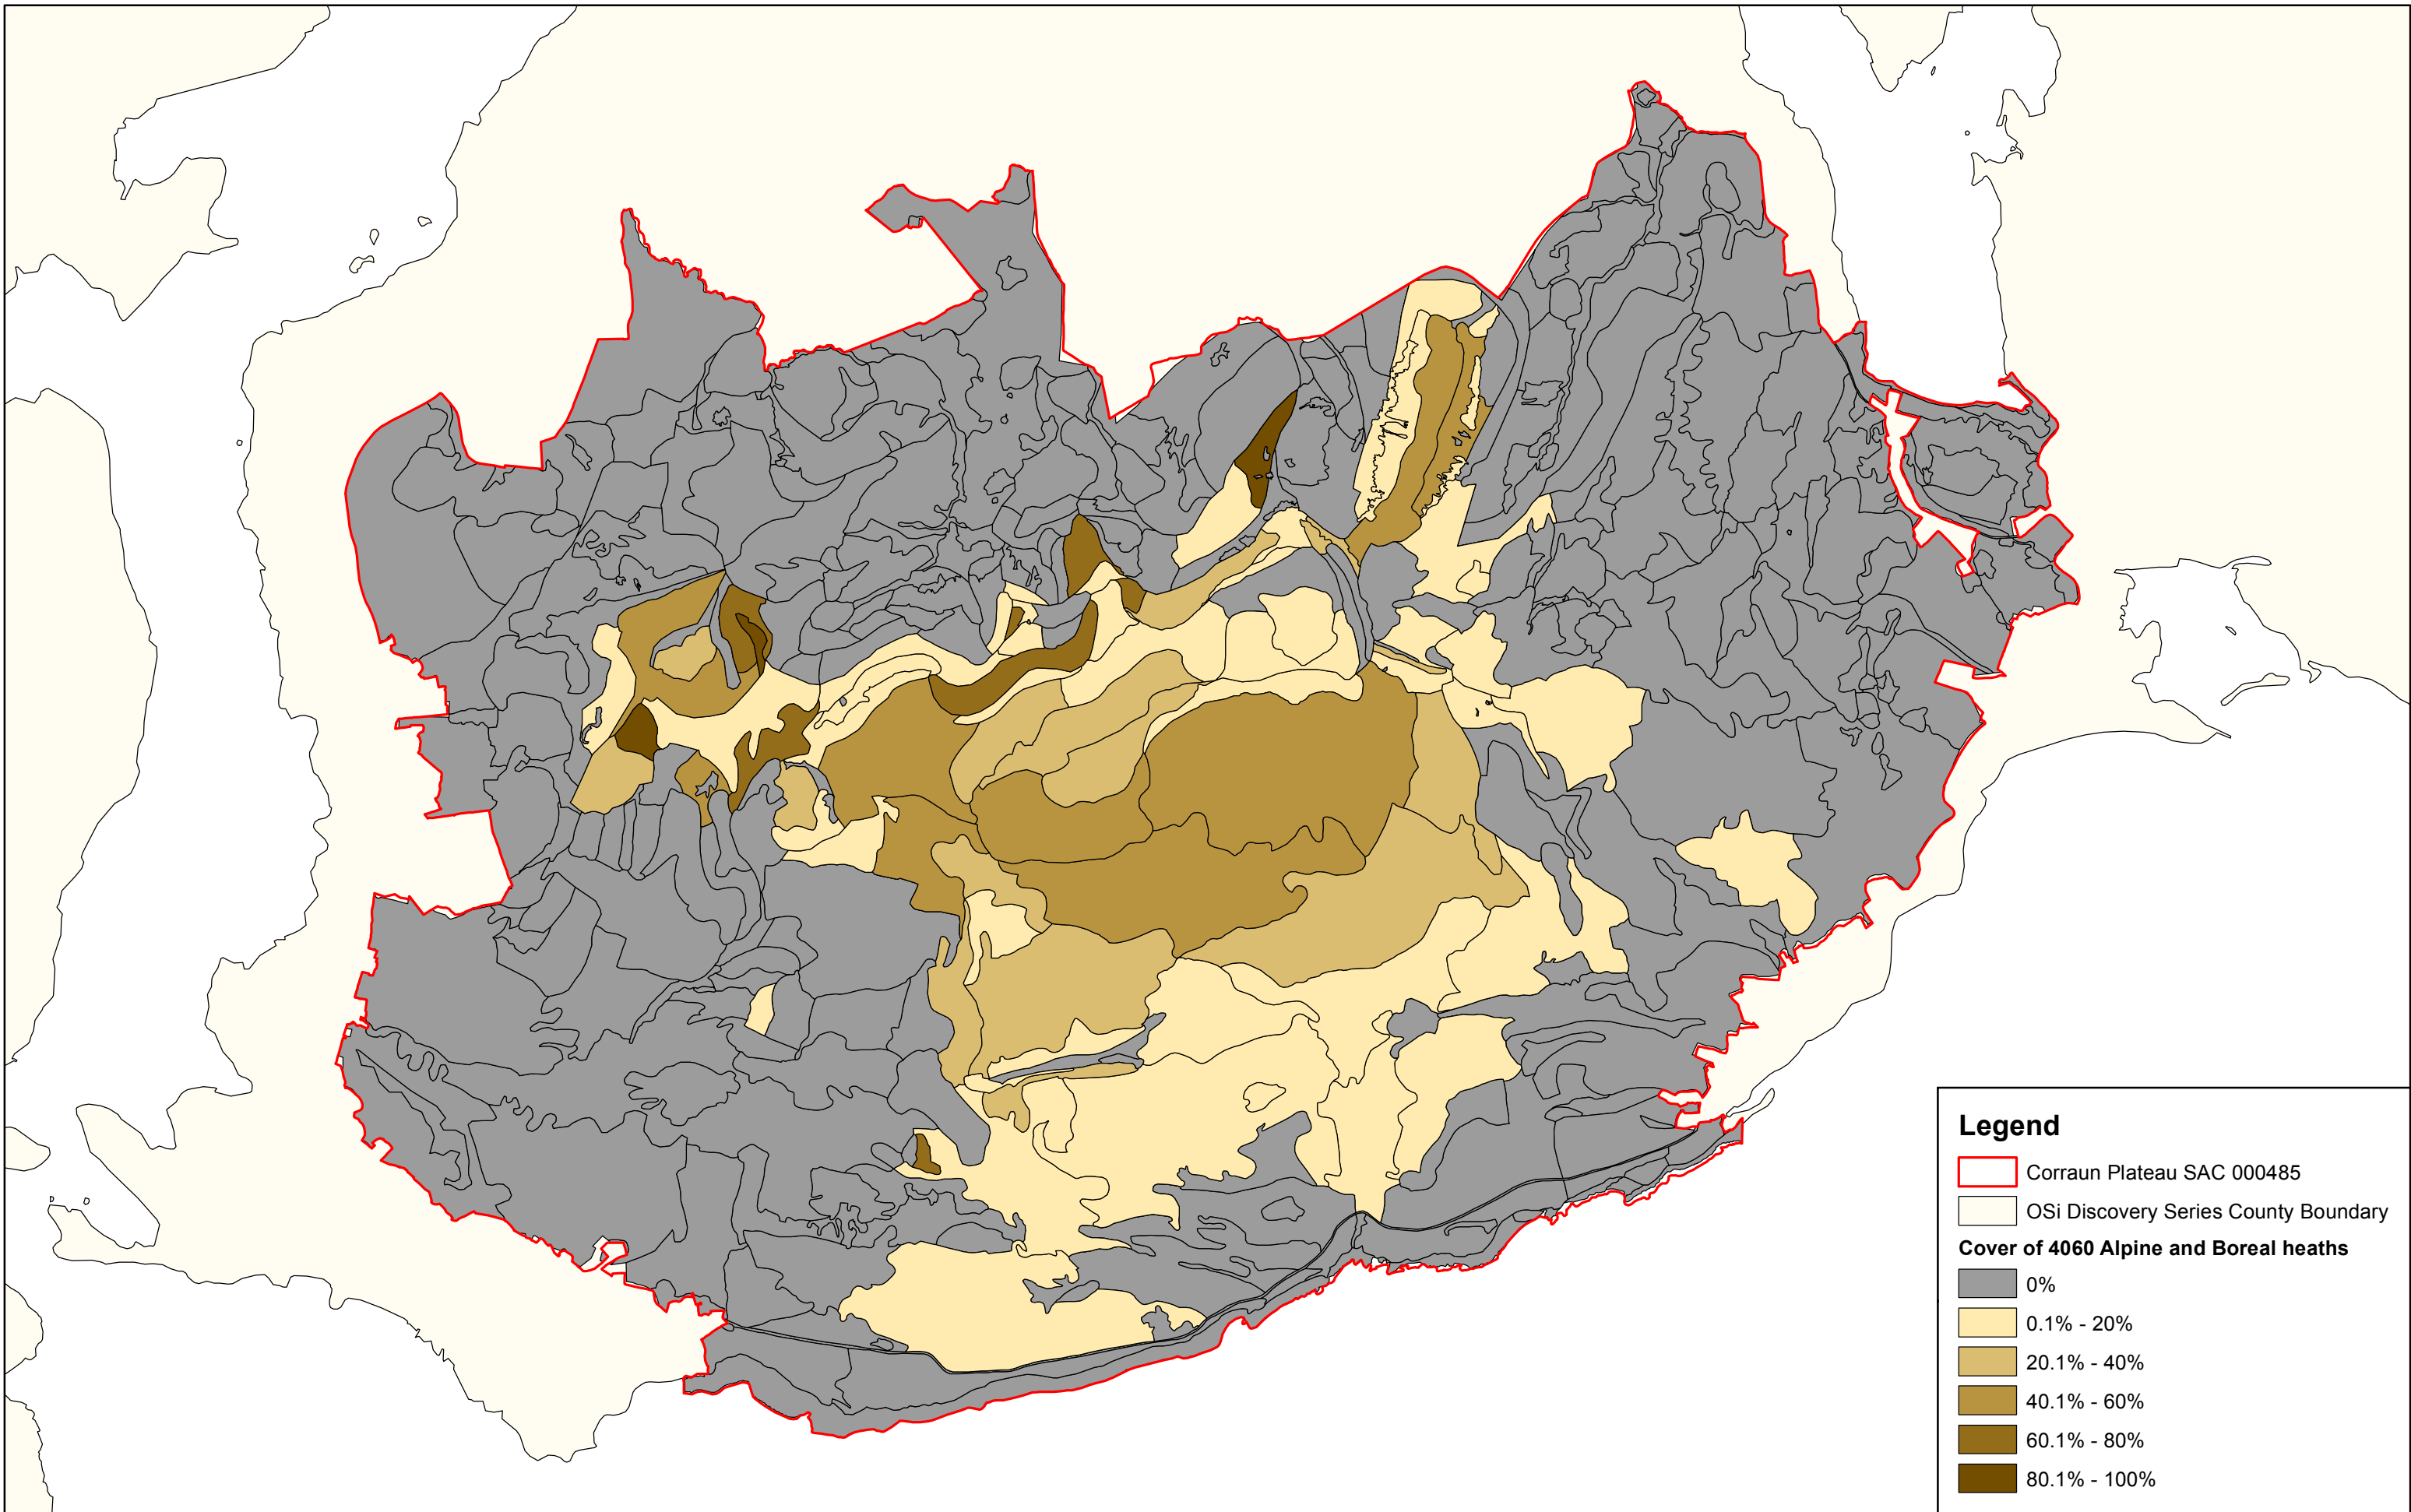 Legend
Corraun Plateau SAC 000485
OSi Discovery Series County Boundary
Cover of 4060 Alpine and Boreal heaths
0%
0.1% - 20%
20.1% - 40%
40.1% - 60%
60.1% - 80%
80.1% - 100%